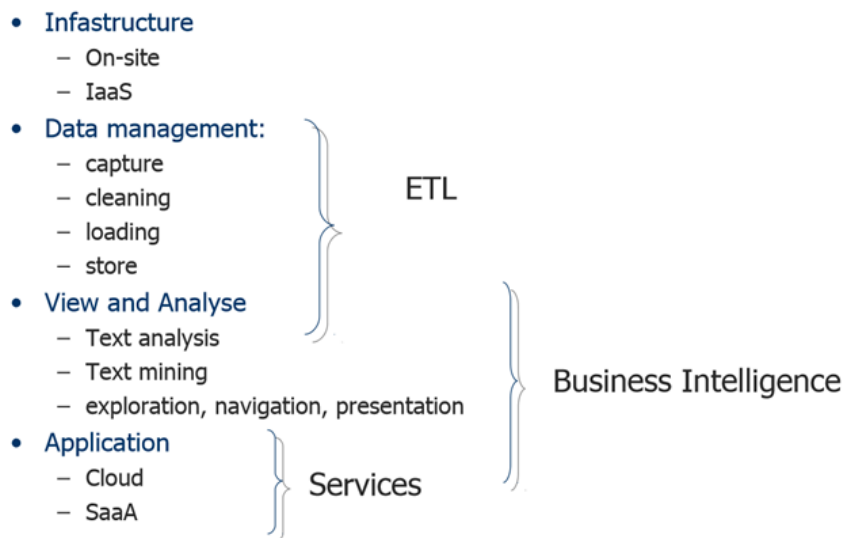 • Infastructure
– On-site
– IaaS
• Data management:
– capture
– cleaning
– loading
– store
ETL
• View and Analyse
– Text analysis
– Text mining
– exploration, navigation, presentation
Business Intelligence
• Application
– Cloud
– SaaA
Services